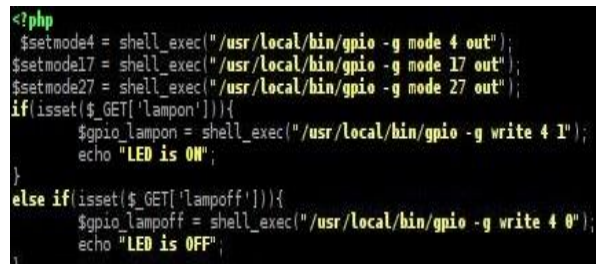 <?php
$setmode4 = shell_exec("/usr/local/bin/gpio -g mode 4 out");
$setmode17 = shell_exec("/usr/local/bin/gpio -g mode 17 out");
$setmode27 = shell_exec("/usr/local/bin/gpio -g mode 27 out");
if(isset($_GET['lampon'])){
$gpio_lampon = shell_exec("/usr/local/bin/gpio -g write 4 1");
echo "LED is ON";
}
else if(isset($_GET['lampoff'])){
$gpio_lampoff = shell_exec("/usr/local/bin/gpio -g write 4 0");
echo "LED is OFF";
}